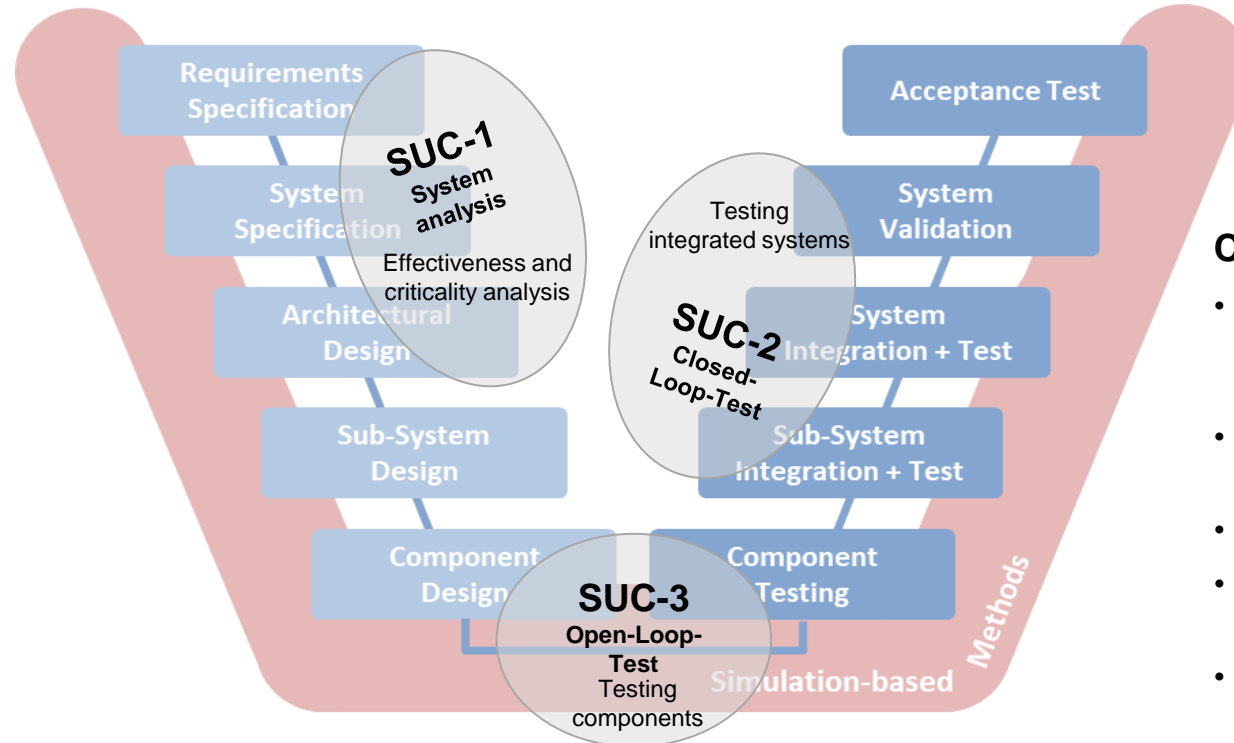 Requirements
Specification
System
Specification
Architectural
Design
Sub-System
Design
Component
Design
SUC-1
System
analysis
Effectiveness and
criticality analysis
Acceptance Test
System
Validation
System
Integration + Test
Sub-System
Integration + Test
Component
Testing
Testing
integrated systems
SUC-2
Closed-
Loop-Test
SUC-3
Open-Loop-
Test
Testing
components
Simulation-based
Methods
•
•
•
•
•